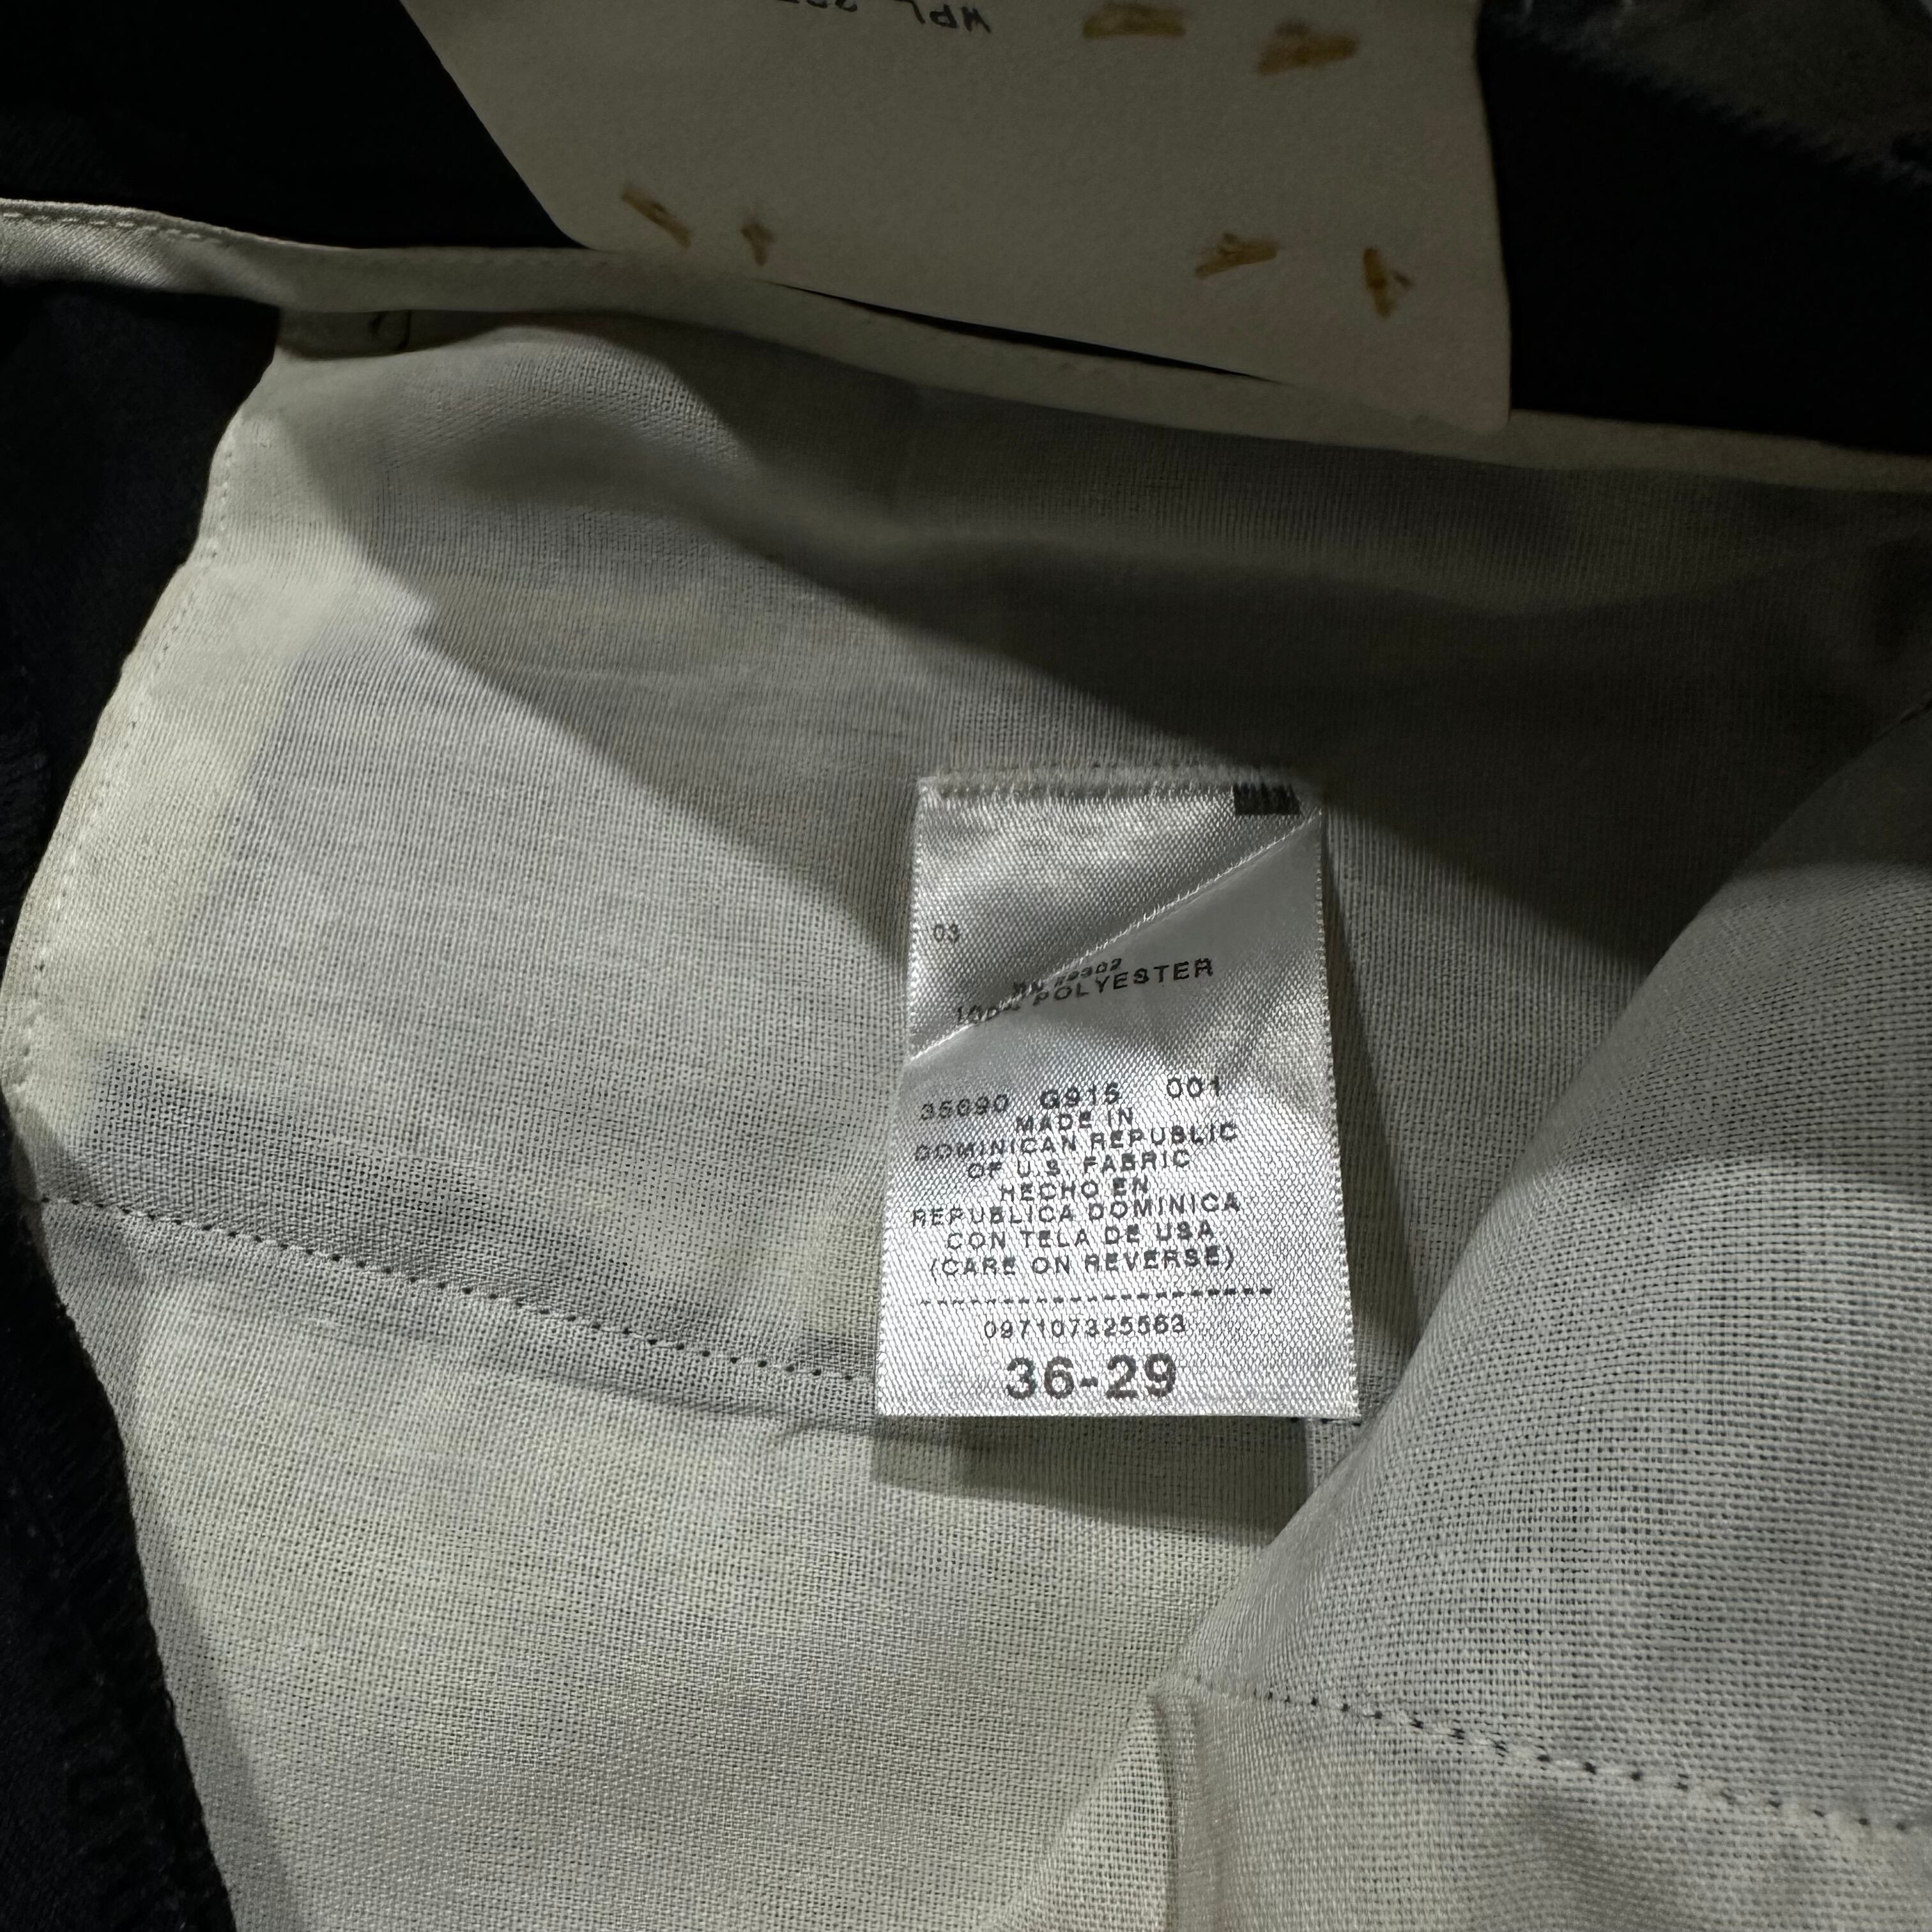 WPL
03
100% POLYESTER
35690 G915 001
MADE IN
DOMINICAN REPUBLIC
OF U.S. FABRIC
HECHO EN
REPUBLICA DOMINICA
CON TELA DE USA
(CARE ON REVERSE)
097107325563
36-29